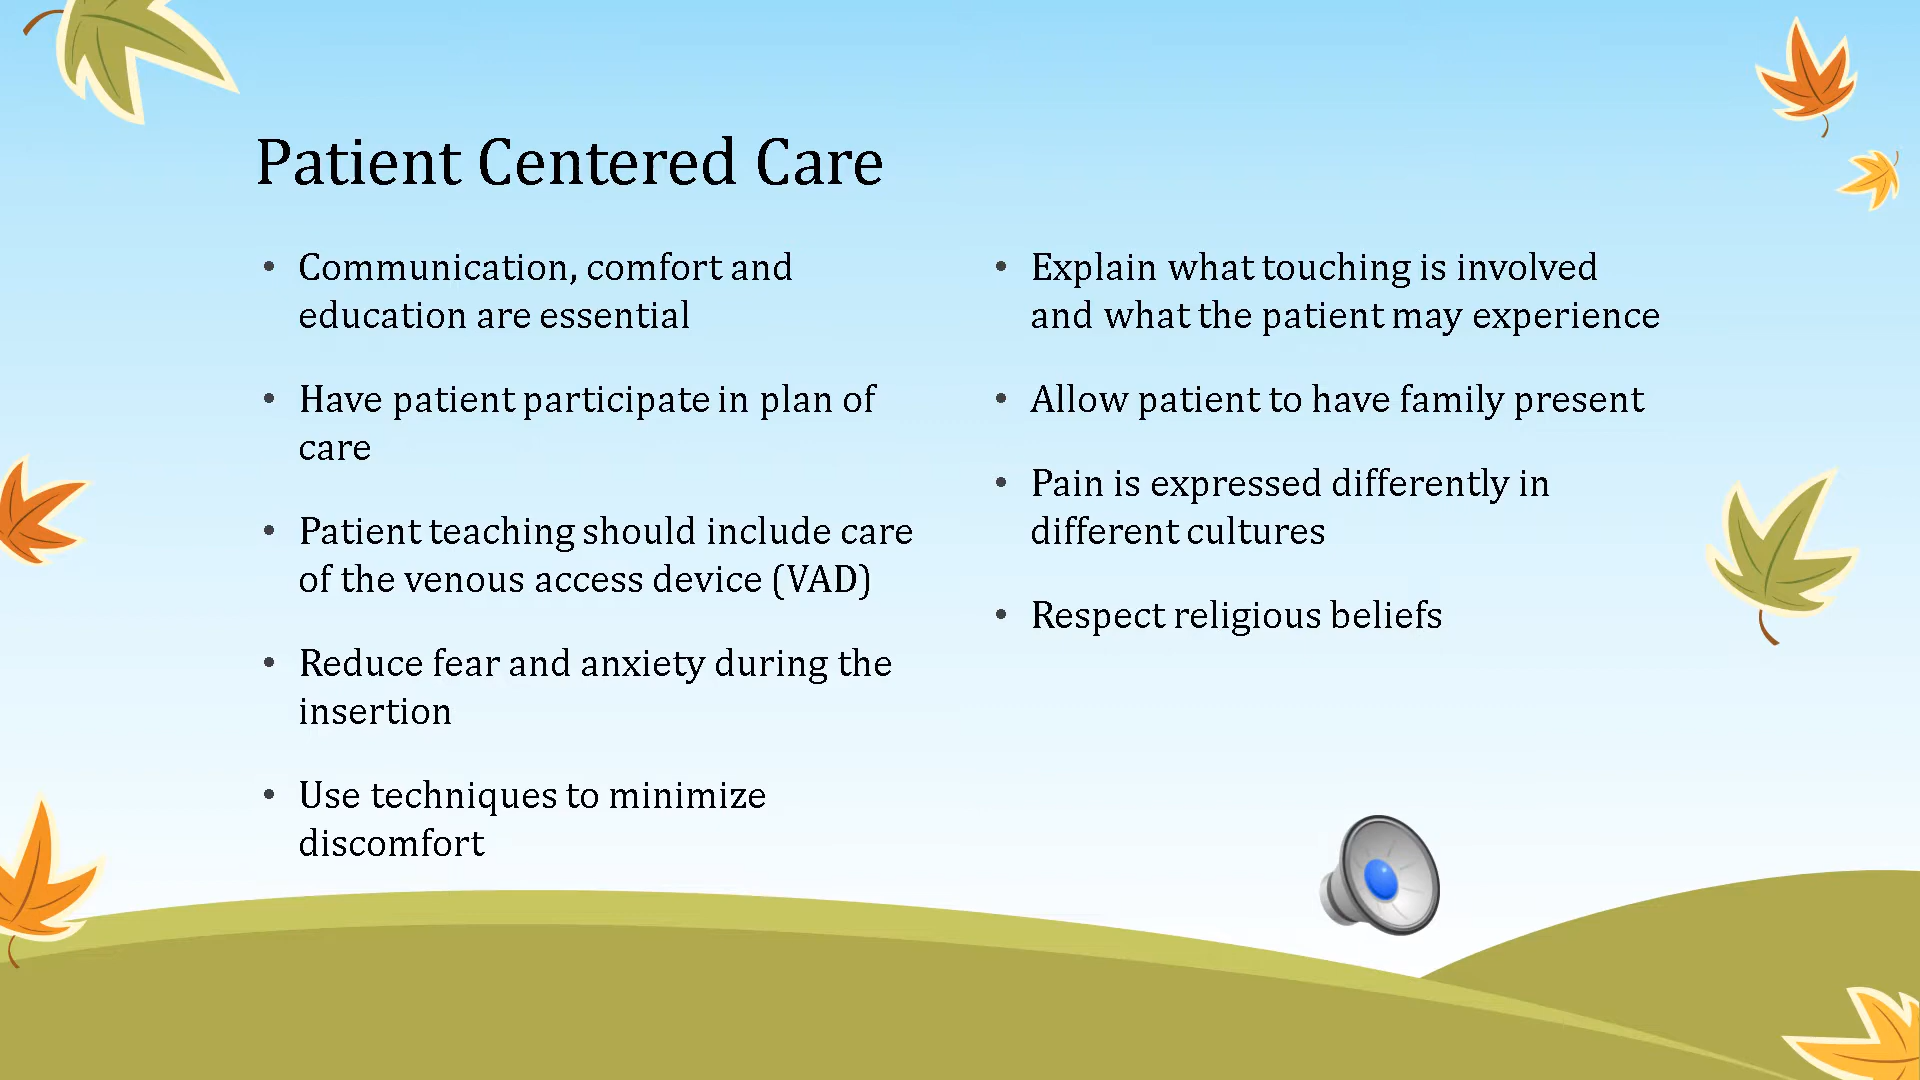 Patient Centered Care
• Communication, comfort and
education are essential
• Have patient participate in plan of
care
• Patient teaching should include care
of the venous access device (VAD)
• Reduce fear and anxiety during the
insertion
• Use techniques to minimize
discomfort
• Explain what touching is involved
and what the patient may experience
• Allow patient to have family present
• Pain is expressed differently in
different cultures
• Respect religious beliefs